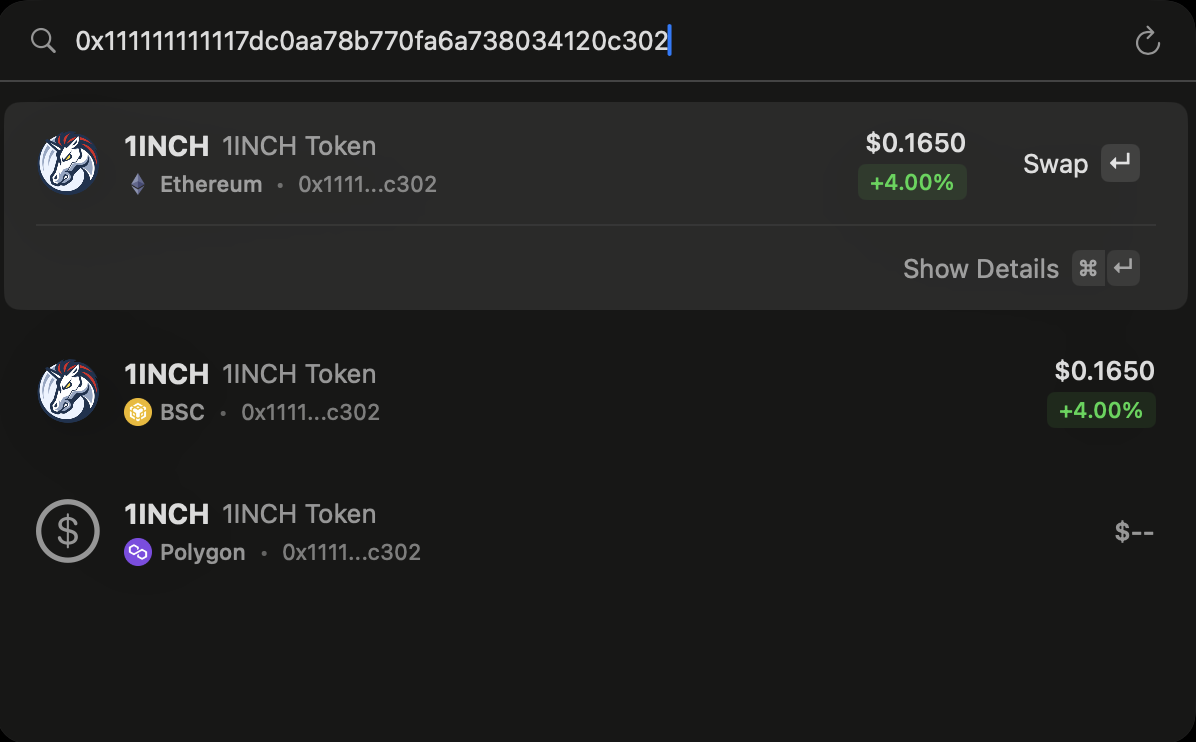 0x111111111117dc0aa78b770fa6a738034120c302
1INCH 1INCH Token
Ethereum • 0x1111...c302
$0.1650
+4.00%
Swap ↵
Show Details ⌘ ↵
1INCH 1INCH Token
BSC • 0x1111...c302
$0.1650
+4.00%
1INCH 1INCH Token
Polygon • 0x1111...c302
$--